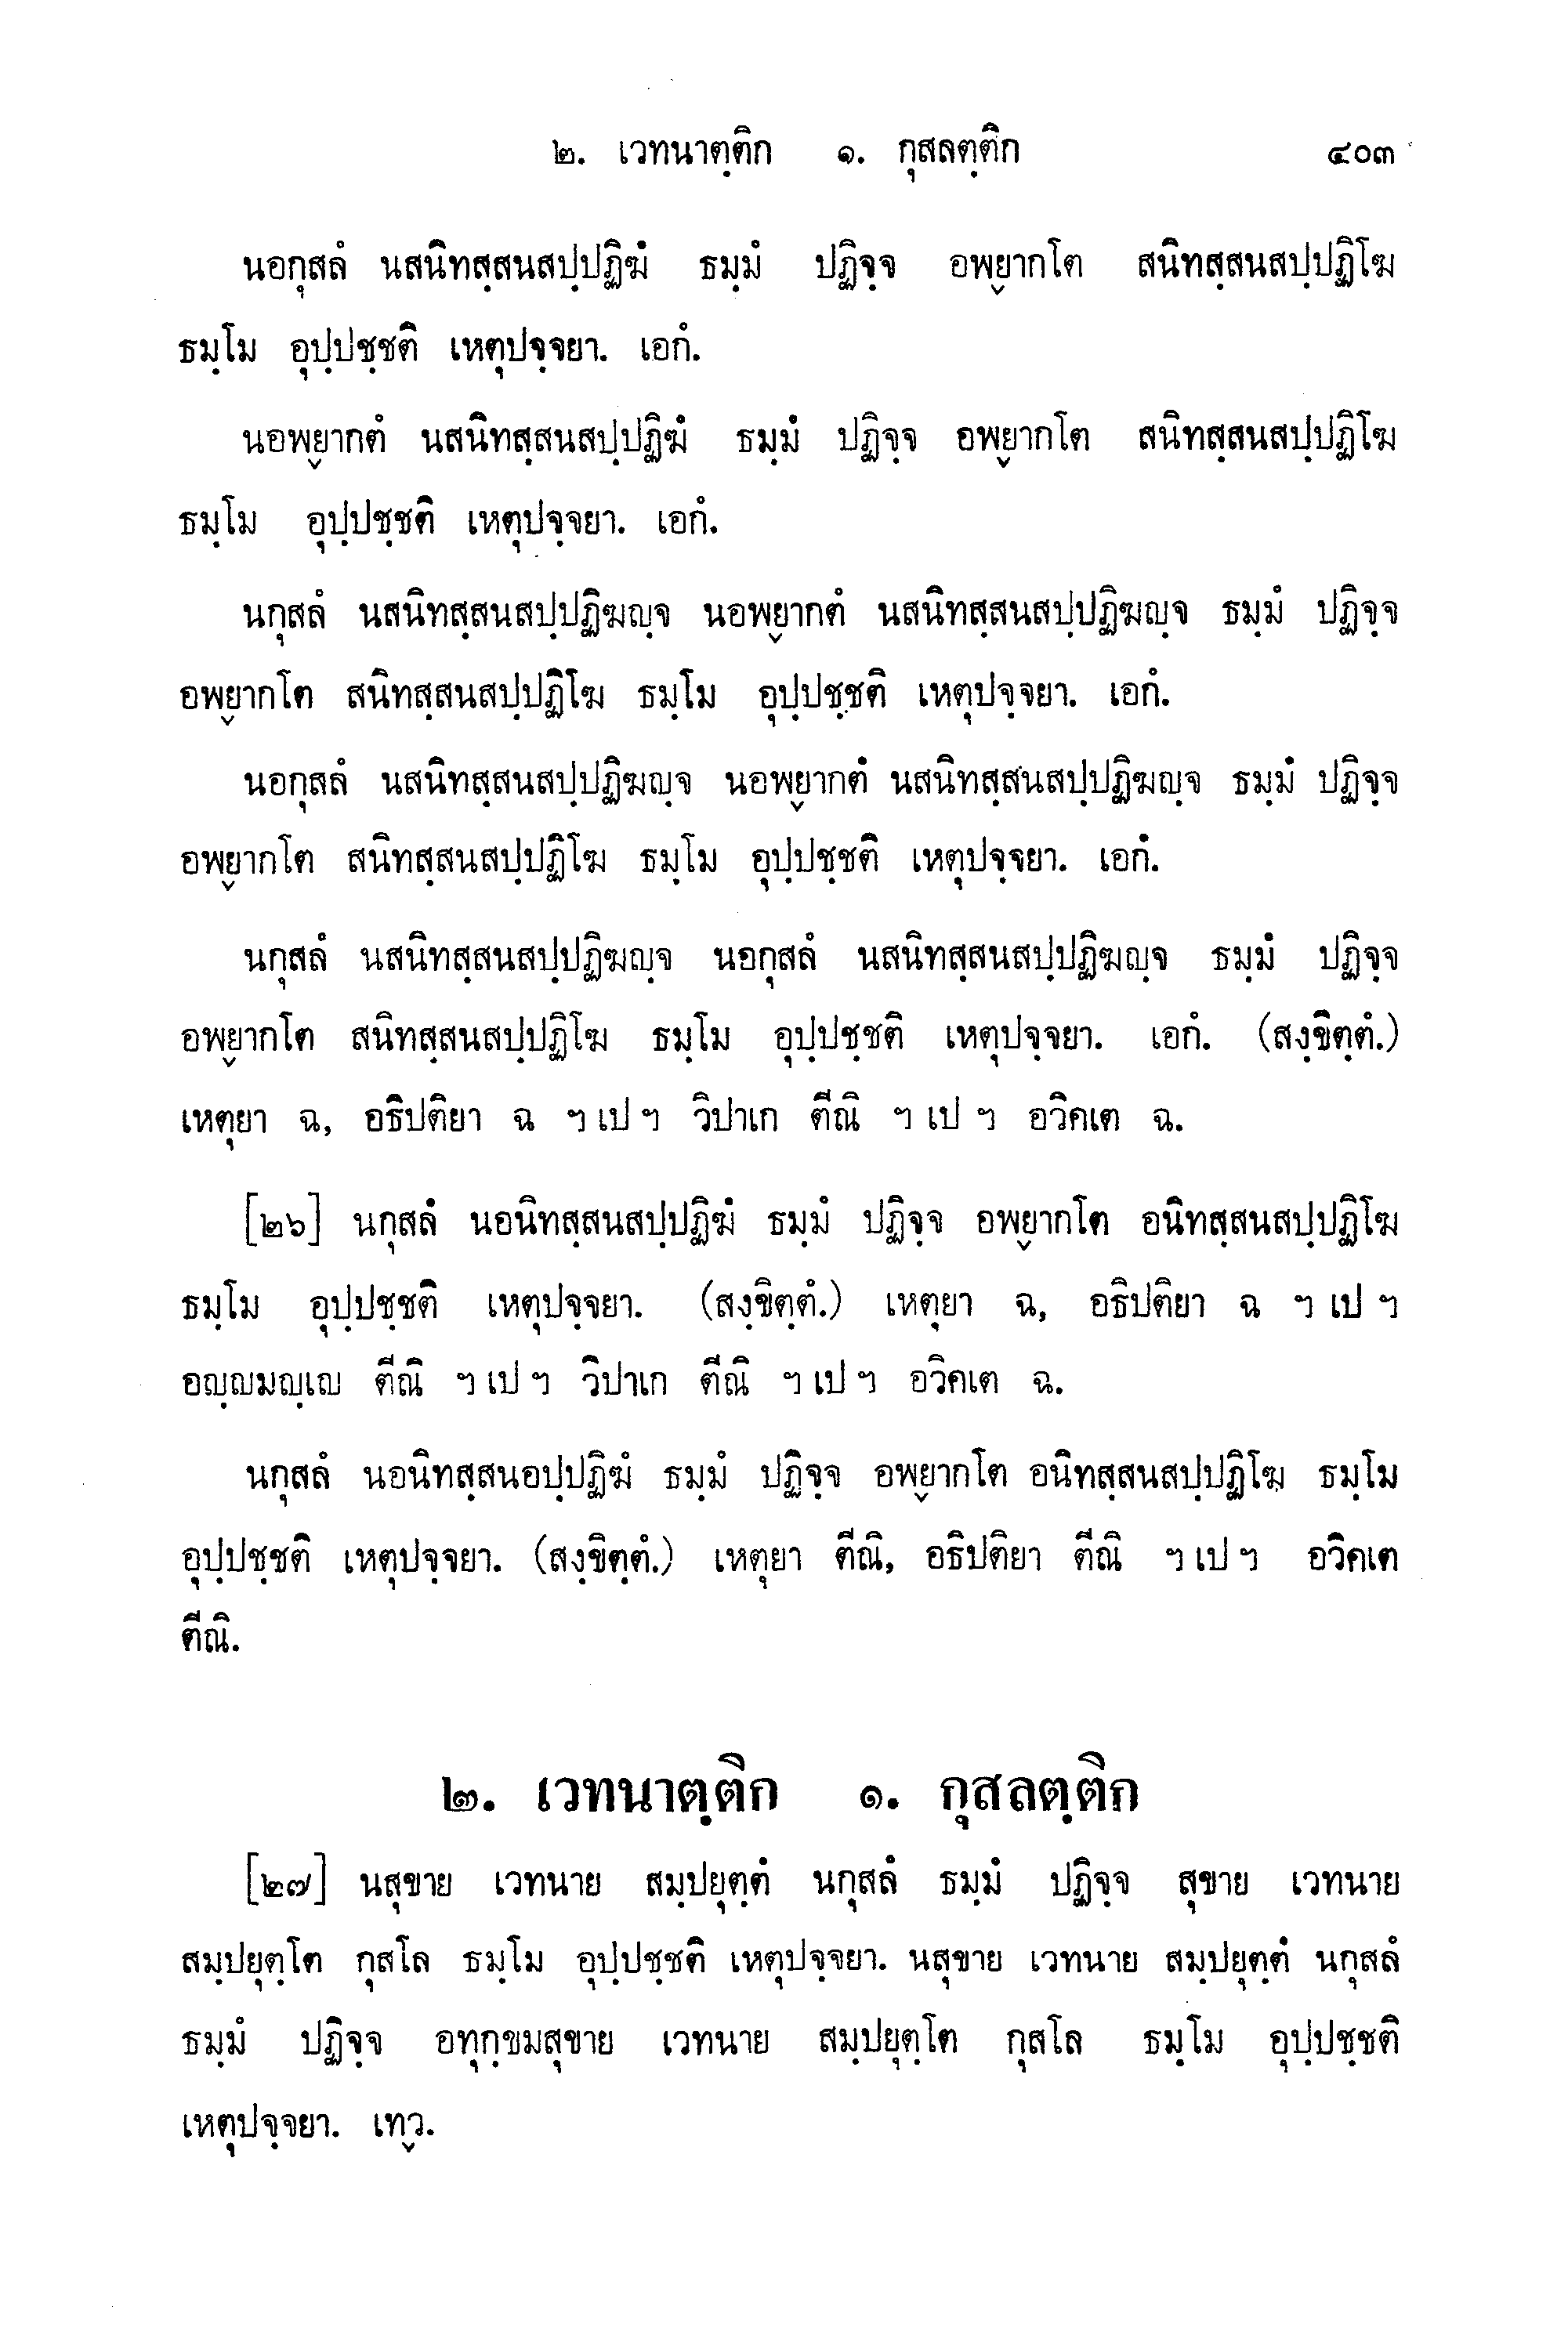 ๒. เวทนาตฺติก ๑. กุสลตฺติก ๔๐๓
นอกุสลํ นสนิทสฺสนสปฺปฏิฆํ ธมฺมํ ปฏิจฺจ อพฺยากโต สนิทสฺสนสปฺปฏิโฆ
ธมฺโม อุปฺปชฺชติ เหตุปจฺจยา. เอกํ.
นอพฺยากตํ นสนิทสฺสนสปฺปฏิฆํ ธมฺมํ ปฏิจฺจ อพฺยากโต สนิทสฺสนสปฺปฏิโฆ
ธมฺโม อุปฺปชฺชติ เหตุปจฺจยา. เอกํ.
นกุสลํ นสนิทสฺสนสปฺปฏิฆญฺจ นอพฺยากตํ นสนิทสฺสนสปฺปฏิฆญฺจ ธมฺมํ ปฏิจฺจ
อพฺยากโต สนิทสฺสนสปฺปฏิโฆ ธมฺโม อุปฺปชฺชติ เหตุปจฺจยา. เอกํ.
นอกุสลํ นสนิทสฺสนสปฺปฏิฆญฺจ นอพฺยากตํ นสนิทสฺสนสปฺปฏิฆญฺจ ธมฺมํ ปฏิจฺจ
อพฺยากโต สนิทสฺสนสปฺปฏิโฆ ธมฺโม อุปฺปชฺชติ เหตุปจฺจยา. เอกํ.
นกุสลํ นสนิทสฺสนสปฺปฏิฆญฺจ นอกุสลํ นสนิทสฺสนสปฺปฏิฆญฺจ ธมฺมํ ปฏิจฺจ
อพฺยากโต สนิทสฺสนสปฺปฏิโฆ ธมฺโม อุปฺปชฺชติ เหตุปจฺจยา. เอกํ. (สงฺขิตฺตํ.)
เหตุยา ฉ, อธิปติยา ฉ ฯ เป ฯ วิปาเก ตีณิ ฯ เป ฯ อวิคเต ฉ.
[๒๖] นกุสลํ นอนิทสฺสนสปฺปฏิฆํ ธมฺมํ ปฏิจฺจ อพฺยากโต อนิทสฺสนสปฺปฏิโฆ
ธมฺโม อุปฺปชฺชติ เหตุปจฺจยา. (สงฺขิตฺตํ.) เหตุยา ฉ, อธิปติยา ฉ ฯ เป ฯ
อญฺญมญฺเญ ตีณิ ฯ เป ฯ วิปาเก ตีณิ ฯ เป ฯ อวิคเต ฉ.
นกุสลํ นอนิทสฺสนอปฺปฏิฆํ ธมฺมํ ปฏิจฺจ อพฺยากโต อนิทสฺสนสปฺปฏิโฆ ธมฺโม
อุปฺปชฺชติ เหตุปจฺจยา. (สงฺขิตฺตํ.) เหตุยา ตีณิ, อธิปติยา ตีณิ ฯ เป ฯ อวิคเต
ตีณิ.
๒. เวทนาตฺติก ๑. กุสลตฺติก
[๒๗] นสุขาย เวทนาย สมฺปยุตฺตํ นกุสลํ ธมฺมํ ปฏิจฺจ สุขาย เวทนาย
สมฺปยุตฺโต กุสโล ธมฺโม อุปฺปชฺชติ เหตุปจฺจยา. นสุขาย เวทนาย สมฺปยุตฺตํ นกุสลํ
ธมฺมํ ปฏิจฺจ อทุกฺขมสุขาย เวทนาย สมฺปยุตฺโต กุสโล ธมฺโม อุปฺปชฺชติ
เหตุปจฺจยา. เทฺว.